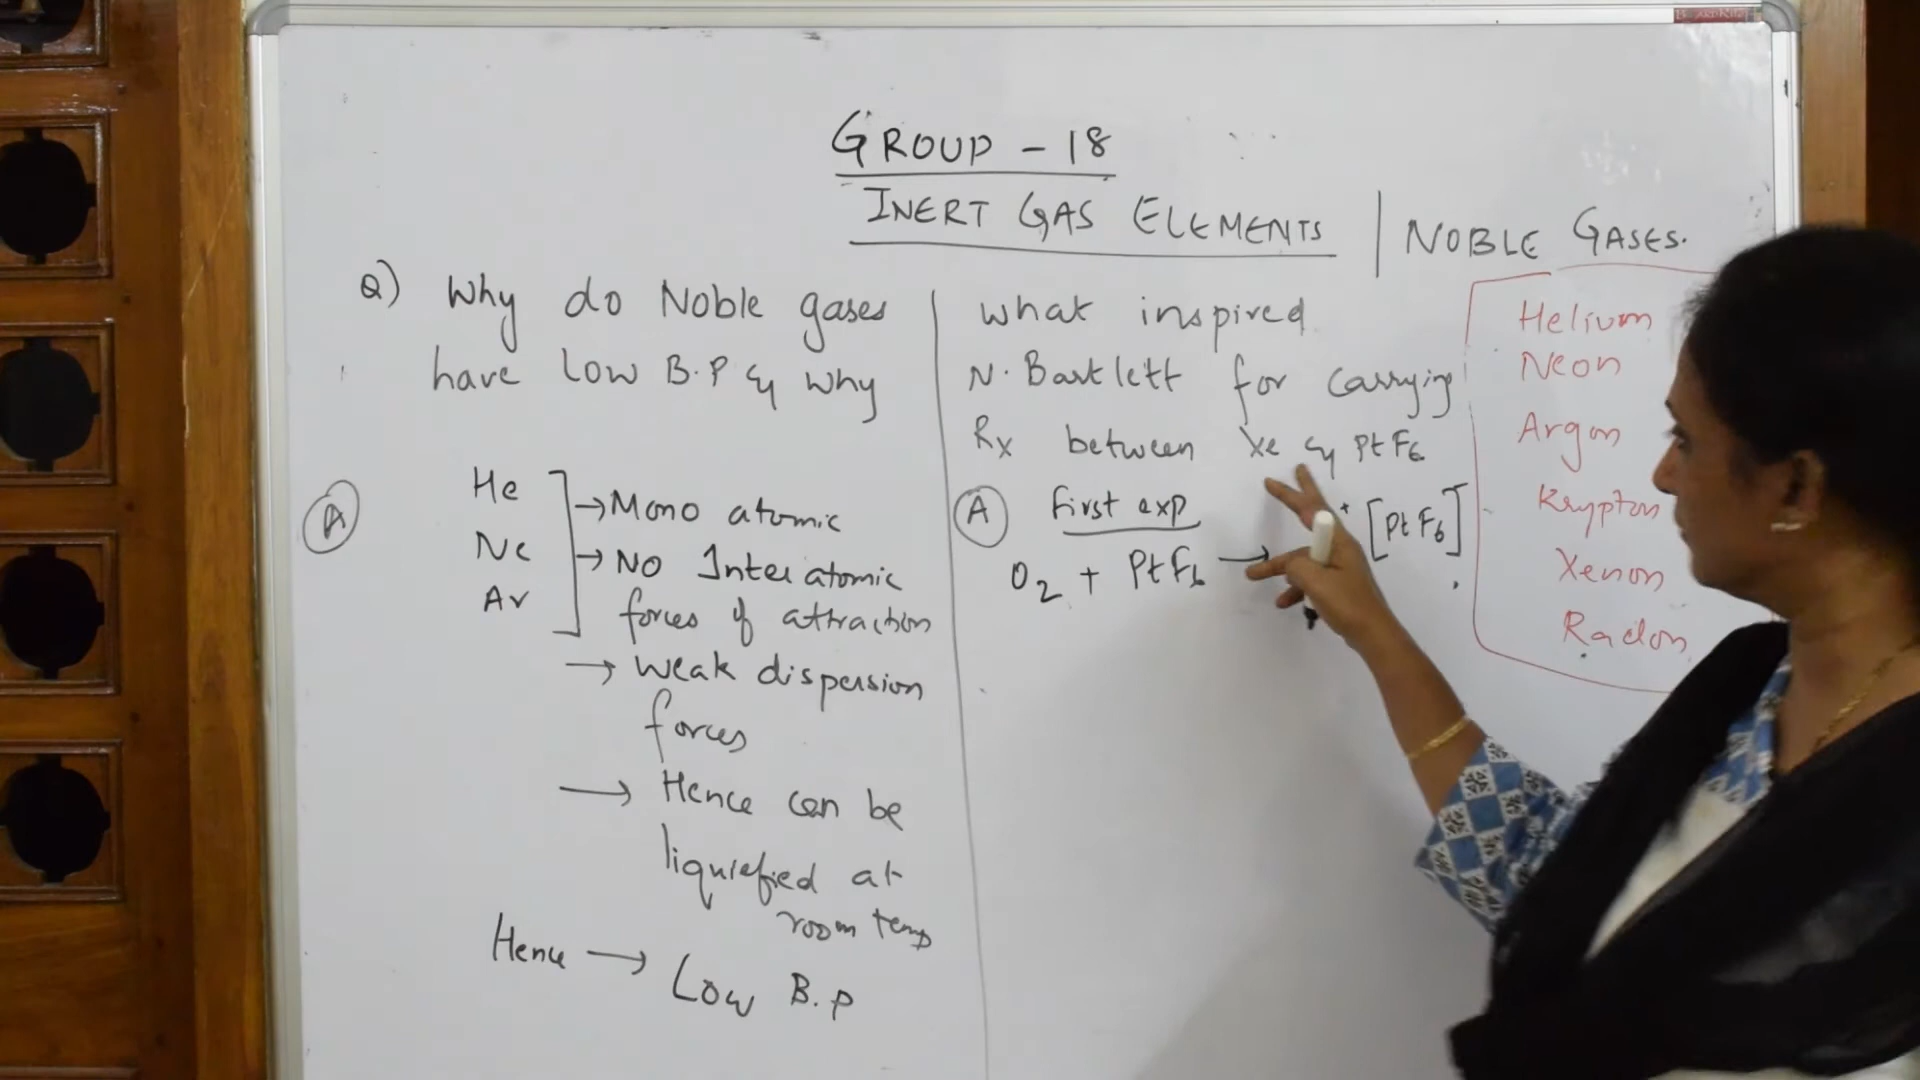 GROUP - 18
INERT GAS ELEMENTS | NOBLE GASES.
Q) Why do Noble gases
have Low B.P & why
(A)
He
Ne
Ar
→ Mono atomic
→ NO Interatomic
forces of attraction
→ weak dispersion
forces
→ Hence can be
liquiefied at
room temp
Hence → Low B.P
what inspired
N. Bartlett for carrying
Rx between Xe & PtF6
(A) first exp
O2 + PtF6 → + [PtF6]
Helium
Neon
Argon
Krypton
Xenon
Radon